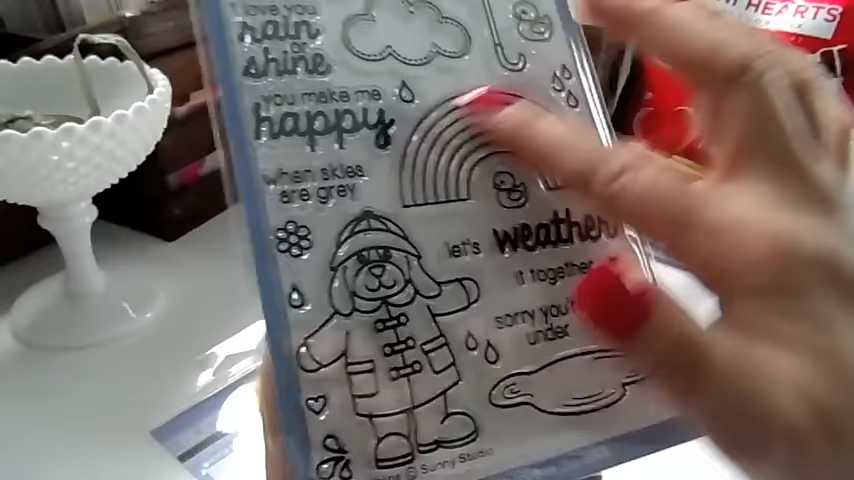 I love you
rain
or
shine
you make me
happy
when skies
are grey
let's weather
it together
sorry you're
under
© Sunny Studio
HEARTS